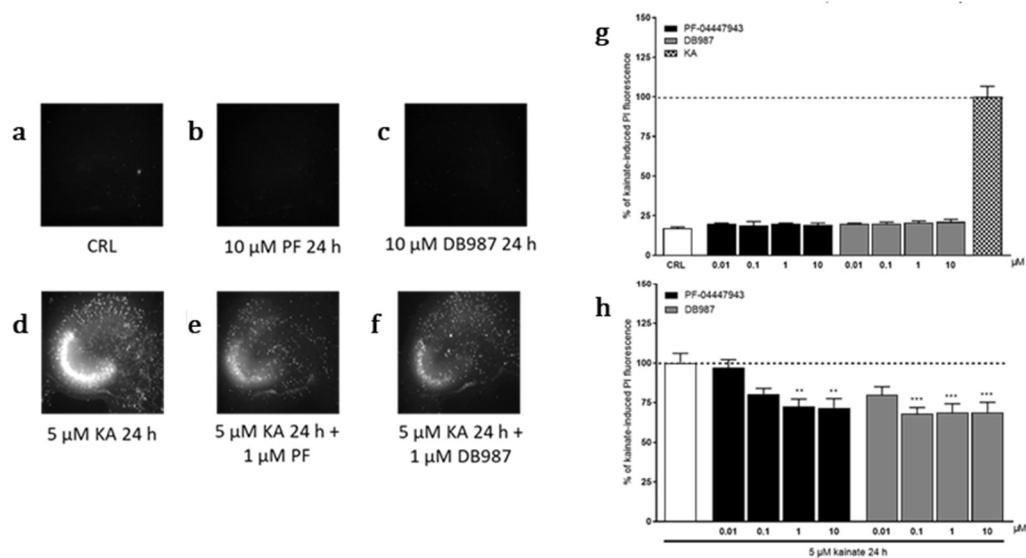 a
b
c
CRL
10 µM PF 24 h
10 µM DB987 24 h
d
e
f
5 µM KA 24 h
5 µM KA 24 h +
1 µM PF
5 µM KA 24 h +
1 µM DB987
g
% of kainate-induced PI fluorescence
150
125
100
75
50
25
0
PF-04447943
DB987
KA
CRL 0.01 0.1 1 10 0.01 0.1 1 10 µM
h
% of kainate-induced PI fluorescence
150
125
100
75
50
25
0
PF-04447943
DB987
** ** *** *** ***
0.01 0.1 1 10 0.01 0.1 1 10 µM
5 µM kainate 24 h